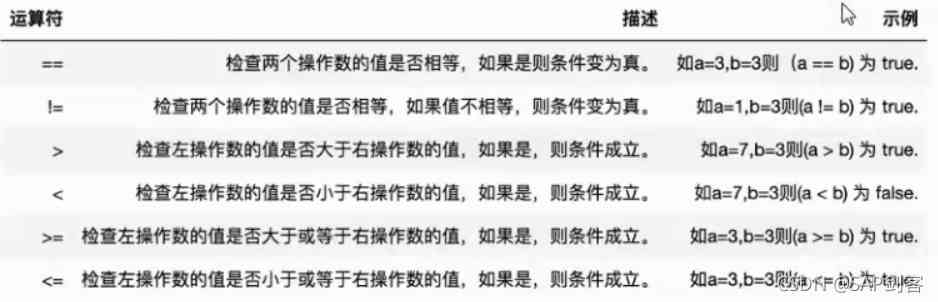 运算符 描述 示例
== 检查两个操作数的值是否相等，如果是则条件变为真。 如a=3,b=3则（a == b) 为 true.
!= 检查两个操作数的值是否相等，如果值不相等，则条件变为真。 如a=1,b=3则(a != b) 为 true.
> 检查左操作数的值是否大于右操作数的值，如果是，则条件成立。 如a=7,b=3则(a > b) 为 true.
< 检查左操作数的值是否小于右操作数的值，如果是，则条件成立。 如a=7,b=3则(a < b) 为 false.
>= 检查左操作数的值是否大于或等于右操作数的值，如果是，则条件成立。 如a=3,b=3则(a >= b) 为 true.
<= 检查左操作数的值是否小于或等于右操作数的值，如果是，则条件成立。 如a=3,b=3则(a <= b) 为 true.
CSDN @SAP剑客